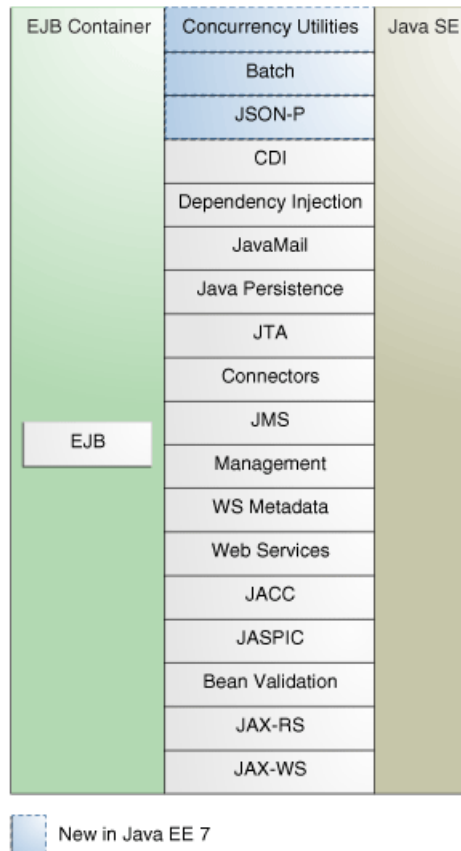 EJB Container
Concurrency Utilities
Java SE
Batch
JSON-P
CDI
Dependency Injection
JavaMail
Java Persistence
JTA
Connectors
JMS
EJB
Management
WS Metadata
Web Services
JACC
JASPIC
Bean Validation
JAX-RS
JAX-WS
New in Java EE 7